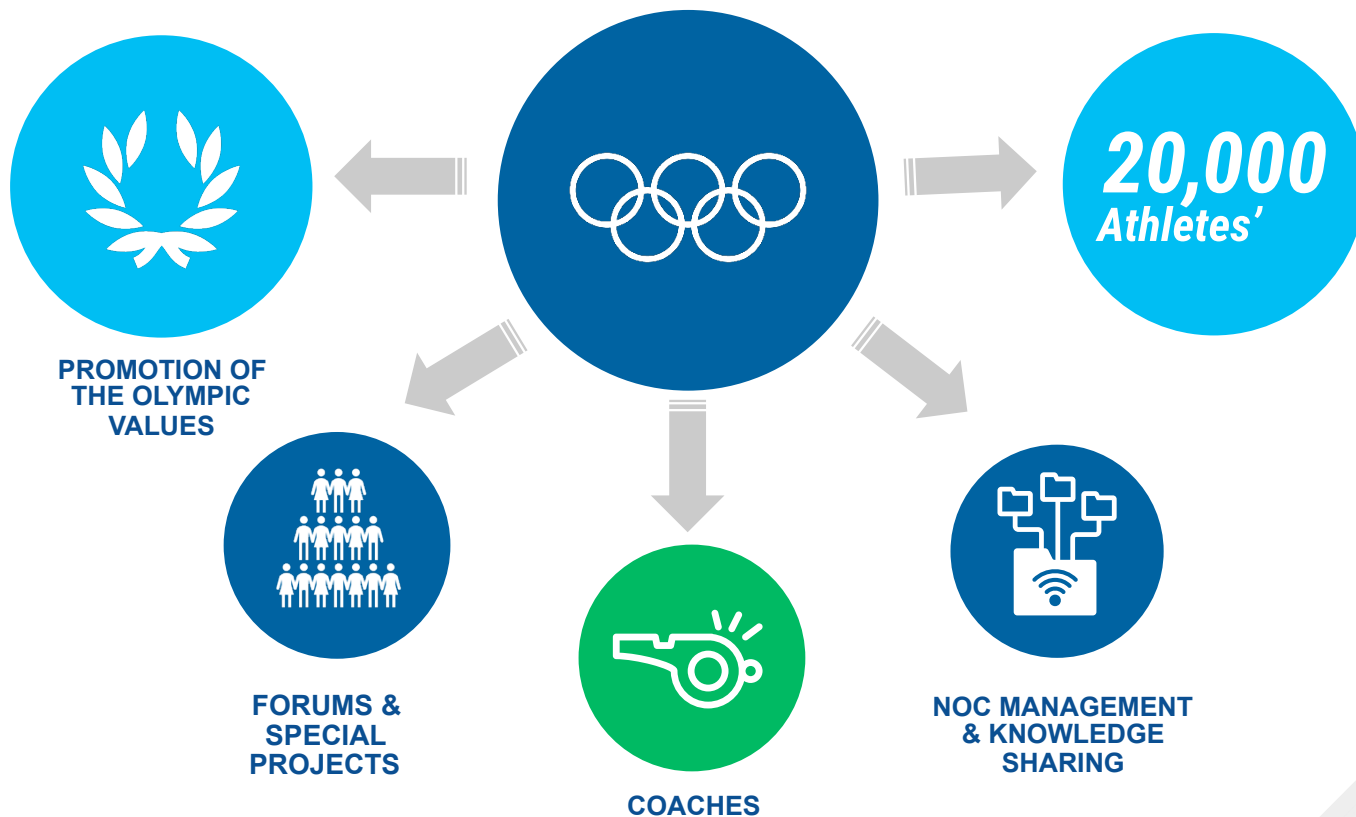 20,000
Athletes’
PROMOTION OF
THE OLYMPIC
VALUES
FORUMS &
SPECIAL
PROJECTS
COACHES
NOC MANAGEMENT
& KNOWLEDGE
SHARING